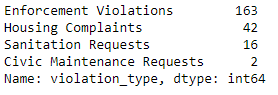 Enforcement Violations 163
Housing Complaints 42
Sanitation Requests 16
Civic Maintenance Requests 2
Name: violation_type, dtype: int64